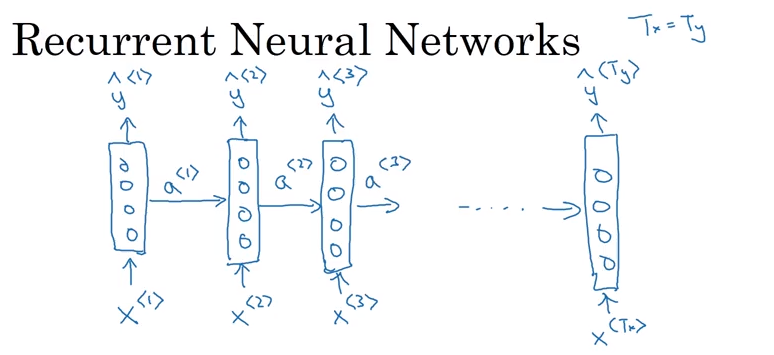 Recurrent Neural Networks
Tx = Ty
ŷ<1> ŷ<2> ŷ<3> ŷ<Ty>
a<1> a<2> a<3>
x<1> x<2> x<3> x<Tx>